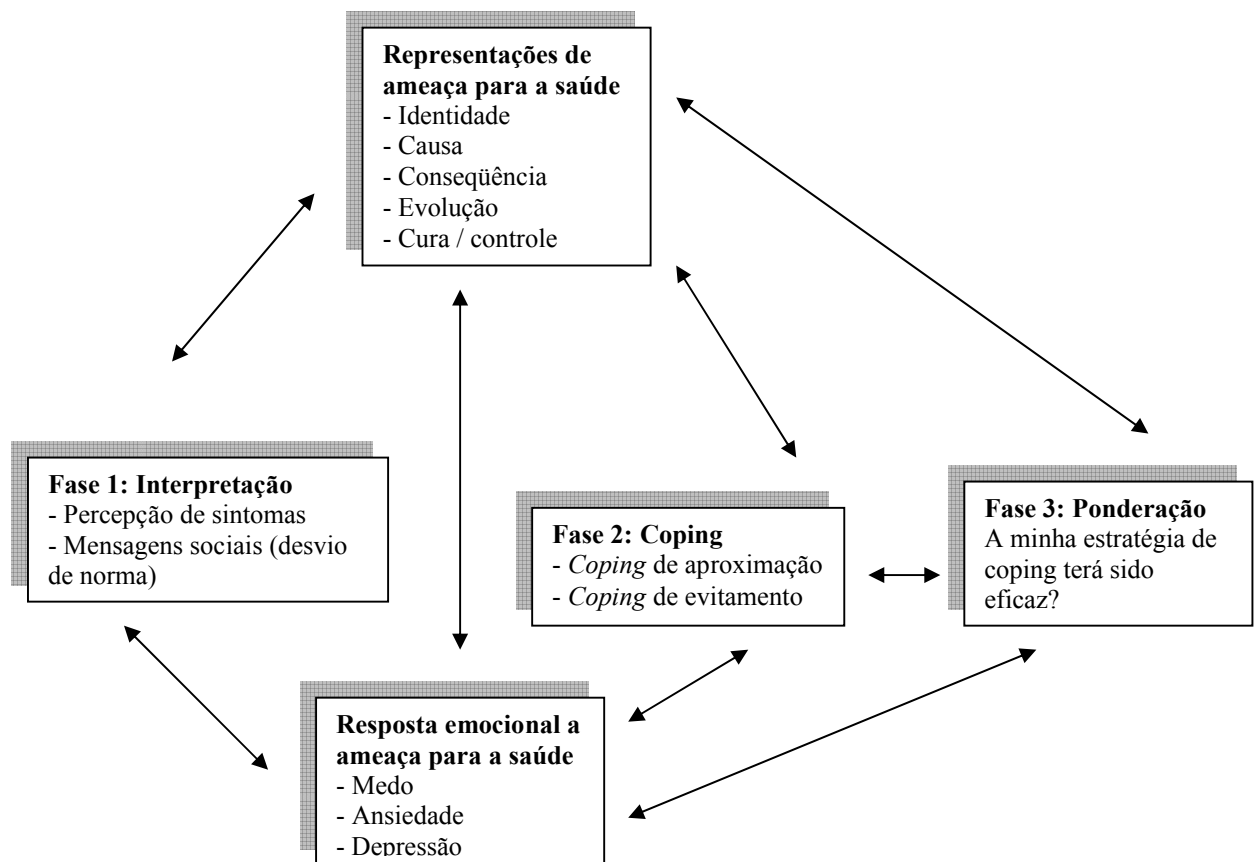 Representações de
ameaça para a saúde
- Identidade
- Causa
- Conseqüência
- Evolução
- Cura / controle
Fase 1: Interpretação
- Percepção de sintomas
- Mensagens sociais (desvio
de norma)
Fase 2: Coping
- Coping de aproximação
- Coping de evitamento
Fase 3: Ponderação
A minha estratégia de
coping terá sido
eficaz?
Resposta emocional a
ameaça para a saúde
- Medo
- Ansiedade
- Depressão